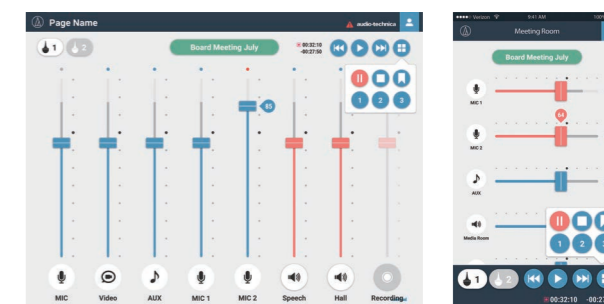 Page Name
audio-technica
1
2
Board Meeting July
00:32:10
-00:27:50
1 2 3
85
MIC
Video
AUX
MIC 1
MIC 2
Speech
Hall
Recording
Verizon
9:41 AM
100%
Meeting Room
Board Meeting July
MIC 1
64
MIC 2
AUX
Media Room
1 2
1
2
00:32:10